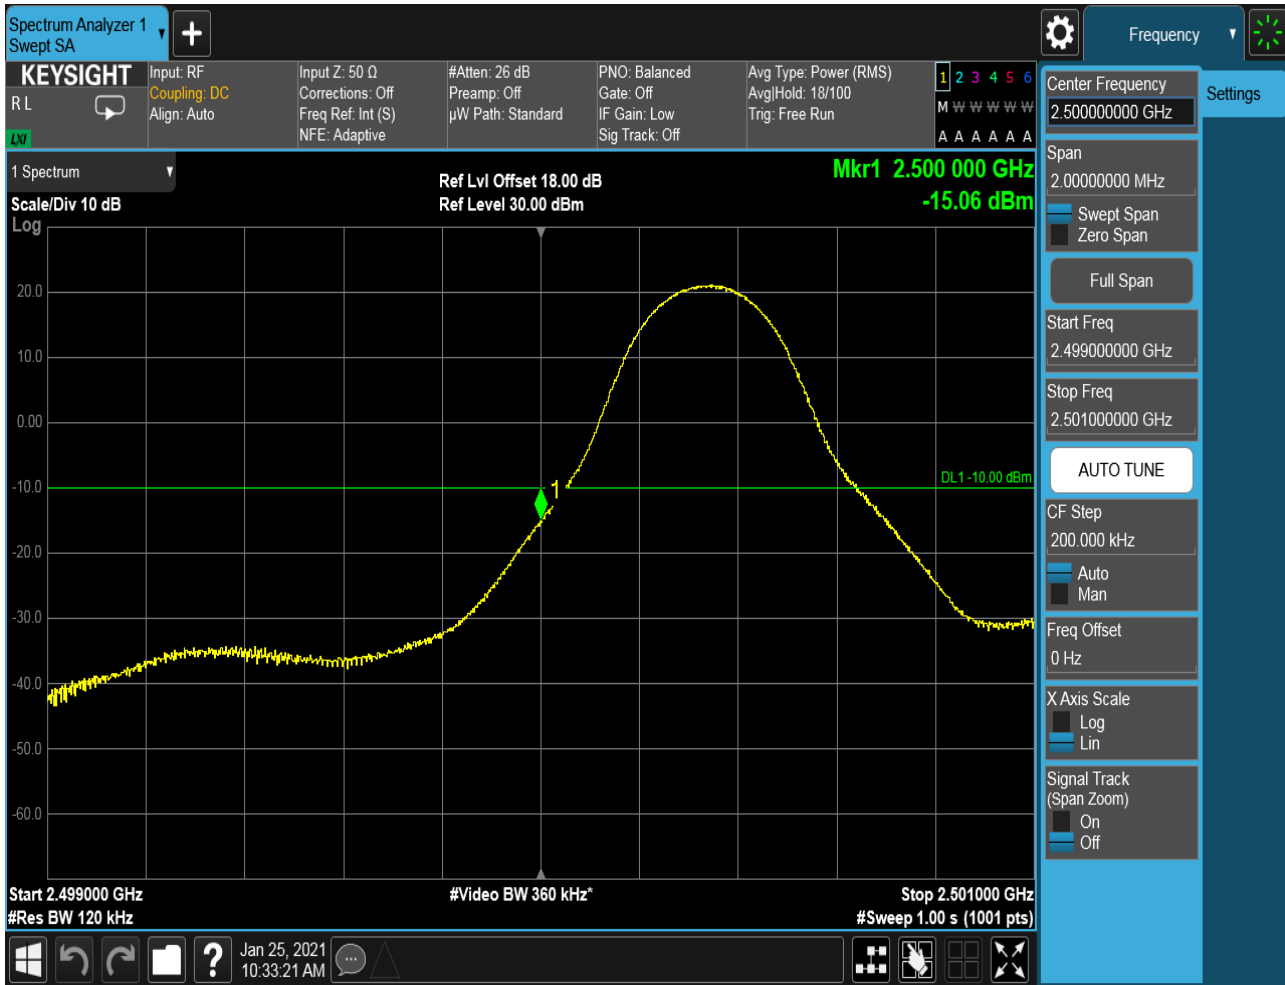 Spectrum Analyzer 1
Swept SA
+
Frequency
KEYSIGHT
R L
LXI
Input: RF
Coupling: DC
Align: Auto
Input Z: 50 Ω
Corrections: Off
Freq Ref: Int (S)
NFE: Adaptive
#Atten: 26 dB
Preamp: Off
µW Path: Standard
PNO: Balanced
Gate: Off
IF Gain: Low
Sig Track: Off
Avg Type: Power (RMS)
Avg|Hold: 18/100
Trig: Free Run
1 2 3 4 5 6
M W W W W W
A A A A A A
1 Spectrum
Scale/Div 10 dB
Log
Ref Lvl Offset 18.00 dB
Ref Level 30.00 dBm
Mkr1 2.500 000 GHz
-15.06 dBm
20.0
10.0
0.00
-10.0
-20.0
-30.0
-40.0
-50.0
-60.0
1
DL1 -10.00 dBm
Start 2.499000 GHz
#Res BW 120 kHz
#Video BW 360 kHz*
Stop 2.501000 GHz
#Sweep 1.00 s (1001 pts)
Center Frequency
2.500000000 GHz
Span
2.00000000 MHz
Swept Span
Zero Span
Full Span
Start Freq
2.499000000 GHz
Stop Freq
2.501000000 GHz
AUTO TUNE
CF Step
200.000 kHz
Auto
Man
Freq Offset
0 Hz
X Axis Scale
Log
Lin
Signal Track
(Span Zoom)
On
Off
Settings
?
Jan 25, 2021
10:33:21 AM